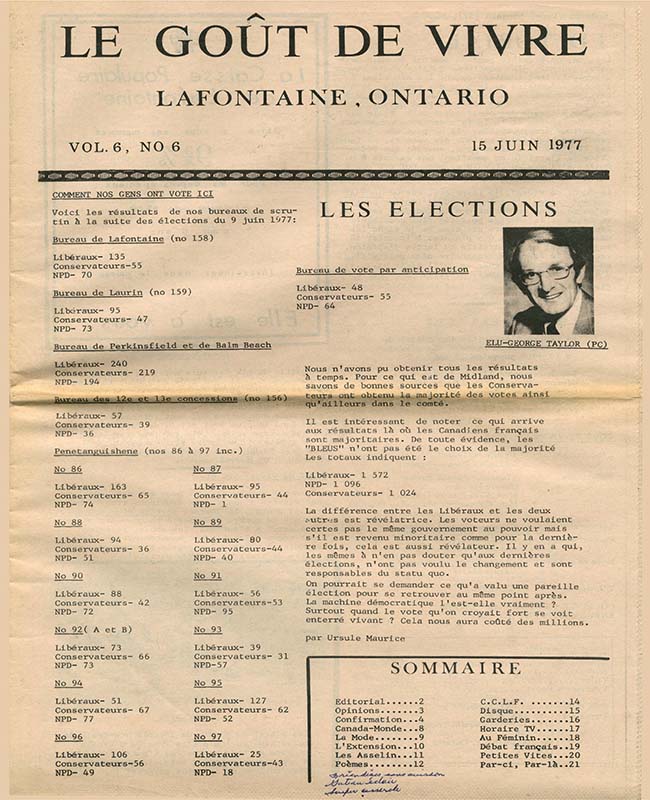 LE GOÛT DE VIVRE
LAFONTAINE, ONTARIO
VOL. 6, NO 6
15 JUIN 1977
COMMENT NOS GENS ONT VOTE ICI
Voici les résultats de nos bureaux de scru-
tin à la suite des élections du 9 juin 1977:
Bureau de Lafontaine (no 158)
Libéraux- 135
Conservateurs-55
NPD- 70
Bureau de Laurin (no 159)
Libéraux- 95
Conservateurs- 47
NPD- 73
Bureau de Perkinsfield et de Balm Beach
Libéraux- 240
Conservateurs- 219
NPD- 194
Bureau des 12e et 13e concessions (no 156)
Libéraux- 57
Conservateurs- 39
NPD- 36
Penetanguishene (nos 86 à 97 inc.)
No 86
Libéraux- 163
Conservateurs- 65
NPD- 74
No 87
Libéraux- 95
Conservateurs- 44
NPD- 1
No 88
Libéraux- 94
Conservateurs- 36
NPD- 51
No 89
Libéraux- 80
Conservateurs -44
NPD- 40
No 90
Libéraux- 88
Conservateurs- 42
NPD- 72
No 91
Libéraux- 56
Conservateurs-53
NPD- 95
No 92( A et B)
Libéraux- 73
Conservateurs- 66
NPD- 73
No 93
Libéraux- 39
Conservateurs- 31
NPD-57
No 94
Libéraux- 51
Conservateurs- 67
NPD- 77
No 95
Libéraux- 127
Conservateurs- 62
NPD- 52
No 96
Libéraux- 106
Conservateurs-56
NPD- 49
No 97
Libéraux- 25
Conservateurs-43
NPD- 18
LES ELECTIONS
Bureau de vote par anticipation
Libéraux- 48
Conservateurs- 55
NPD- 64
ELU-GEORGE TAYLOR (PC)
Nous n'avons pu obtenir tous les résultats
à temps. Pour ce qui est de Midland, nous
savons de bonnes sources que les Conserva-
teurs ont obtenu la majorité des votes ainsi
qu'ailleurs dans le comté.
Il est intéressant de noter ce qui arrive
aux résultats là où les Canadiens français
sont majoritaires. De toute évidence, les
"BLEUS" n'ont pas été le choix de la majorité
Les totaux indiquent :
Libéraux- 1 572
NPD- 1 096
Conservateurs- 1 024
La différence entre les Libéraux et les deux
autres est révélatrice. Les voteurs ne voulaient
certes pas le même gouvernement au pouvoir mais
s'il est revenu minoritaire comme pour la derniè-
re fois, cela est aussi révélateur. Il y en a qui,
les mêmes à n'en pas douter qu'aux dernières
élections, n'ont pas voulu le changement et sont
responsables du statu quo.
On pourrait se demander ce qu'a valu une pareille
élection pour se retrouver au même point après.
La machine démocratique l'est-elle vraiment ?
Surtout quand le vote qu'on croyait fort se voit
enterré vivant ? Cela nous aura coûté des millions.
par Ursule Maurice
SOMMAIRE
Editorial......2
Opinions.......3
Confirmation...4
Canada-Monde...8
La Mode........9
L'Extension...10
Les Asselin...11
Poèmes........12
C.C.L.F. .......14
Disque..........15
Garderies.......16
Horaire TV......17
Au Féminin......18
Débat français..19
Petites Vites...20
Par-ci, Par-là..21